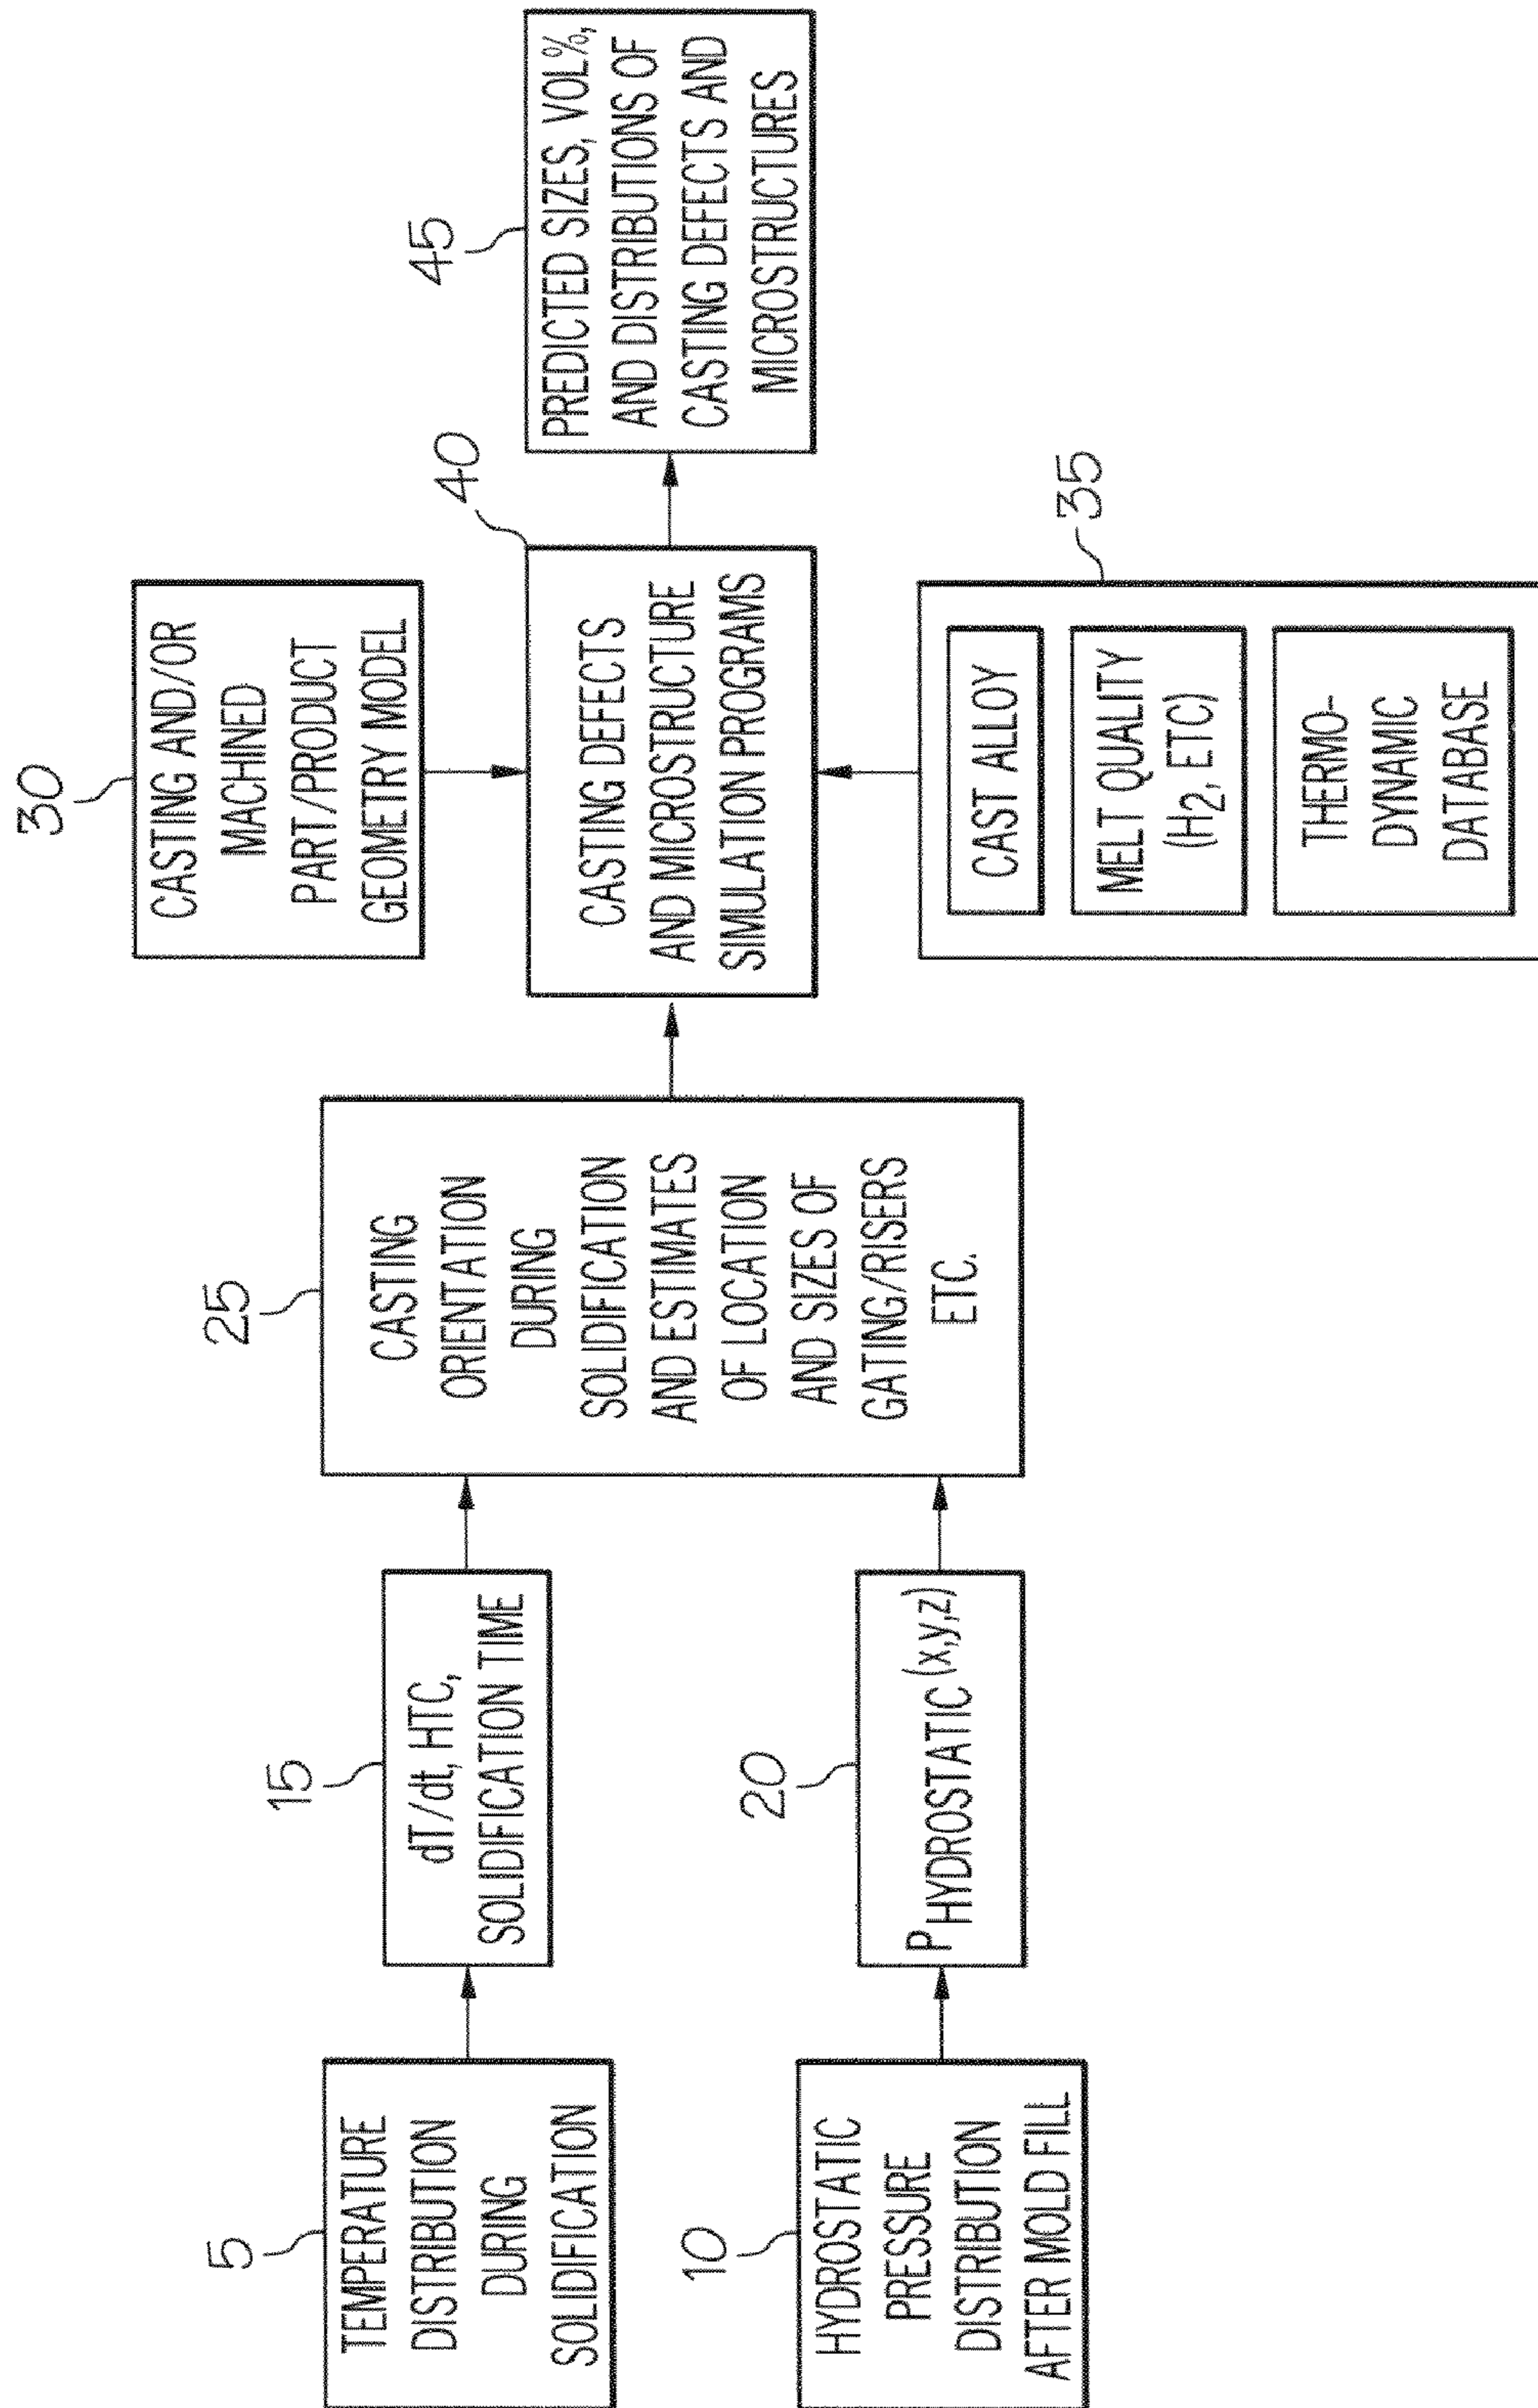 5
TEMPERATURE
DISTRIBUTION
DURING
SOLIDIFICATION
10
HYDROSTATIC
PRESSURE
DISTRIBUTION
AFTER MOLD FILL
15
dT/dt, HTC,
SOLIDIFICATION TIME
20
PHYDROSTATIC(x,y,z)
25
CASTING
ORIENTATION
DURING
SOLIDIFICATION
AND ESTIMATES
OF LOCATION
AND SIZES OF
GATING/RISERS
ETC.
30
CASTING AND/OR
MACHINED
PART/PRODUCT
GEOMETRY MODEL
40
CASTING DEFECTS
AND MICROSTRUCTURE
SIMULATION PROGRAMS
35
CAST ALLOY
MELT QUALITY
(H2, ETC)
THERMO-
DYNAMIC
DATABASE
45
PREDICTED SIZES, VOL%,
AND DISTRIBUTIONS OF
CASTING DEFECTS AND
MICROSTRUCTURES